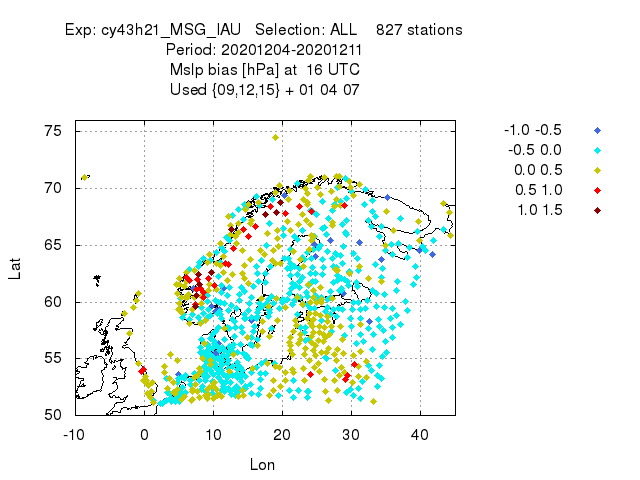 Exp: cy43h21_MSG_IAU   Selection: ALL    827 stations
Period: 20201204-20201211
Mslp bias [hPa] at  16 UTC
Used {09,12,15} + 01 04 07
-1.0 -0.5
-0.5 0.0
0.0 0.5
0.5 1.0
1.0 1.5
75
70
65
60
55
50
Lat
-10 0 10 20 30 40
Lon